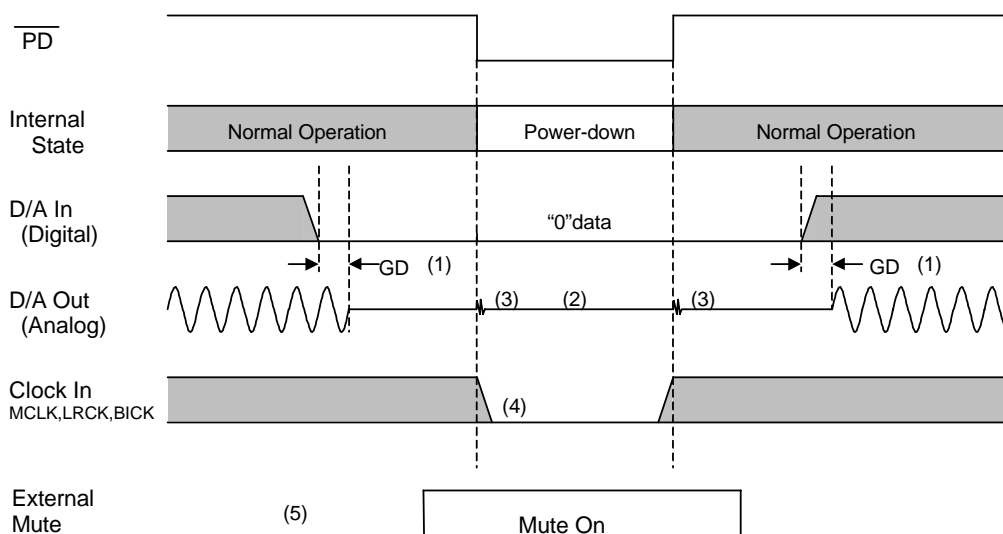 PD
Internal
State
Normal Operation
Power-down
Normal Operation
D/A In
(Digital)
“0”data
GD (1)
GD (1)
D/A Out
(Analog)
(3)
(2)
(3)
Clock In
MCLK,LRCK,BICK
(4)
External
Mute
(5)
Mute On